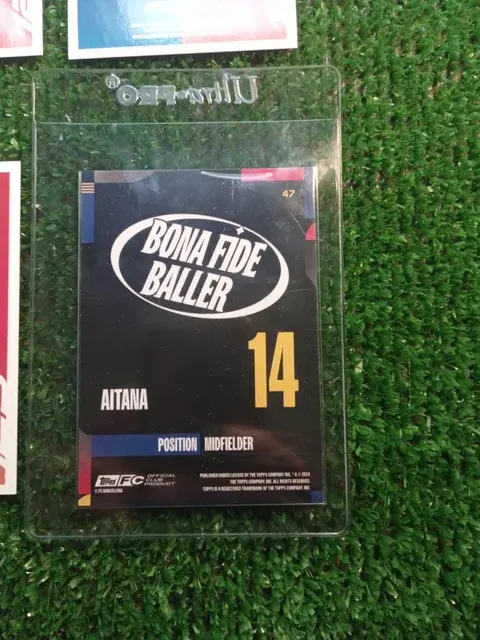 Ultra-PRO®
47
BONA FIDE
BALLER
14
AITANA
POSITION MIDFIELDER
topps FC OFFICIAL
CLUB
PRODUCT
© FC BARCELONA
PUBLISHED UNDER LICENSE BY THE TOPPS COMPANY INC. ® & © 2024
THE TOPPS COMPANY, INC. ALL RIGHTS RESERVED.
TOPPS IS A REGISTERED TRADEMARK OF THE TOPPS COMPANY, INC.